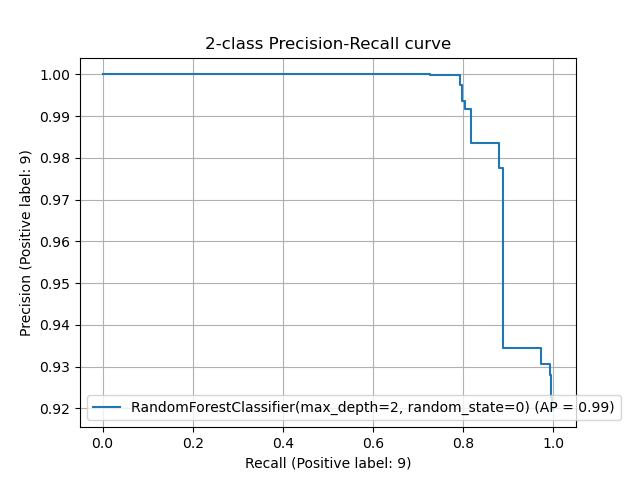 2-class Precision-Recall curve
1.00
0.99
0.98
0.97
0.96
0.95
0.94
0.93
0.92
Precision (Positive label: 9)
RandomForestClassifier(max_depth=2, random_state=0) (AP = 0.99)
0.0 0.2 0.4 0.6 0.8 1.0
Recall (Positive label: 9)